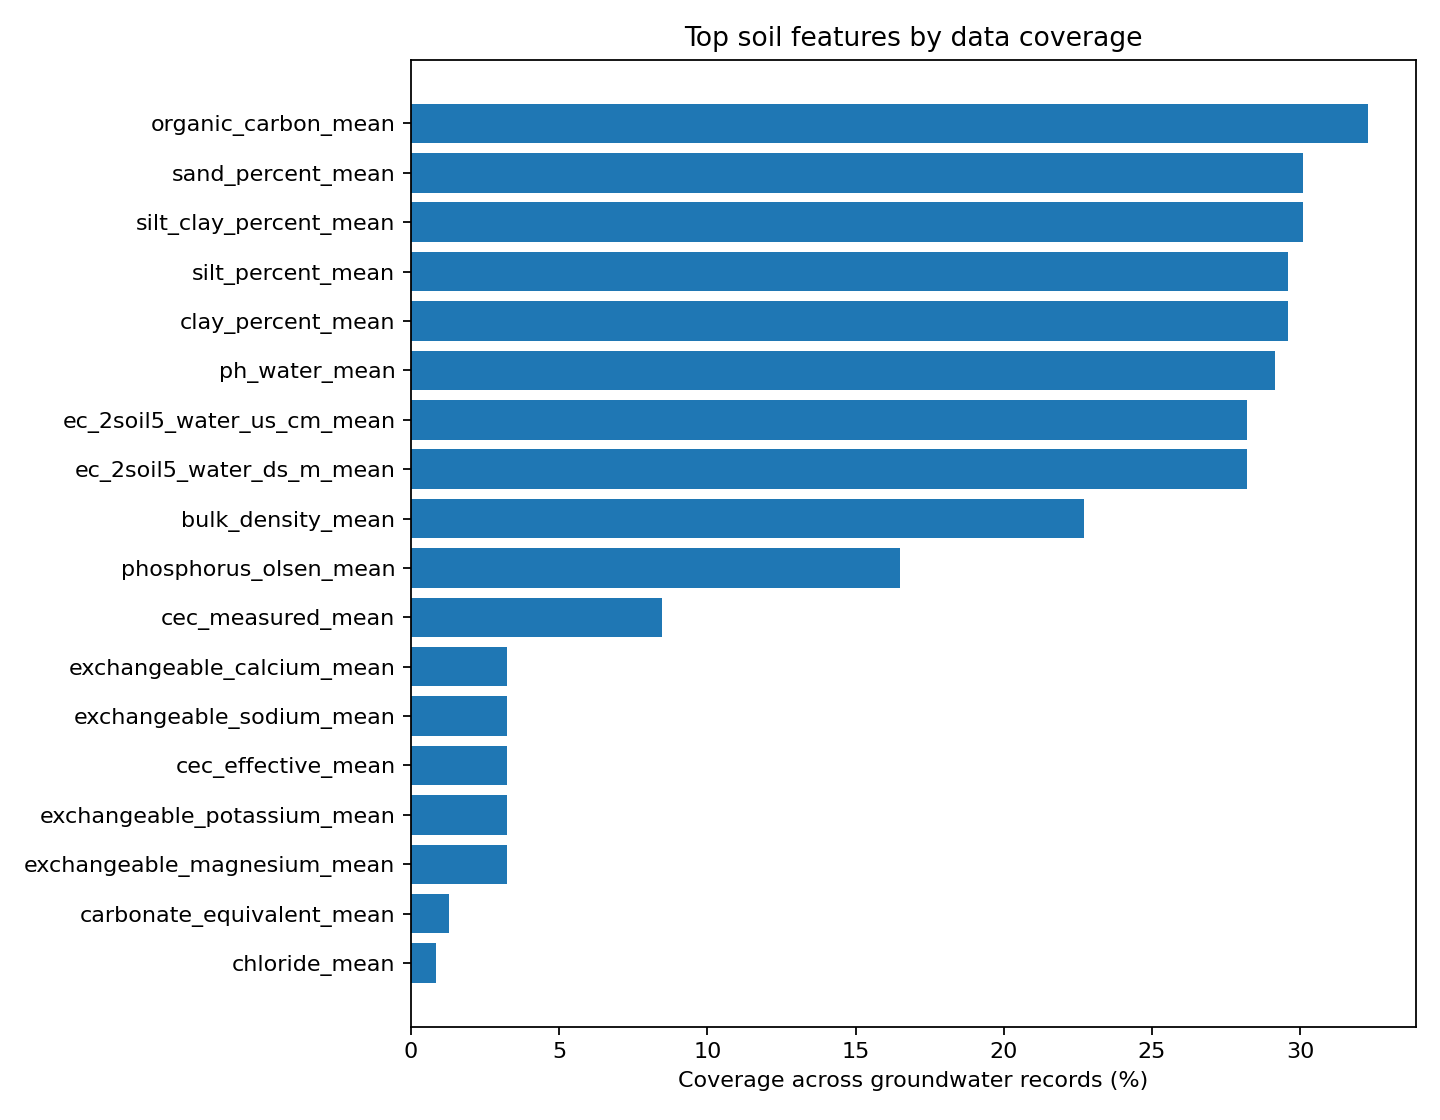 Top soil features by data coverage
organic_carbon_mean
sand_percent_mean
silt_clay_percent_mean
silt_percent_mean
clay_percent_mean
ph_water_mean
ec_2soil5_water_us_cm_mean
ec_2soil5_water_ds_m_mean
bulk_density_mean
phosphorus_olsen_mean
cec_measured_mean
exchangeable_calcium_mean
exchangeable_sodium_mean
cec_effective_mean
exchangeable_potassium_mean
exchangeable_magnesium_mean
carbonate_equivalent_mean
chloride_mean
0 5 10 15 20 25 30
Coverage across groundwater records (%)